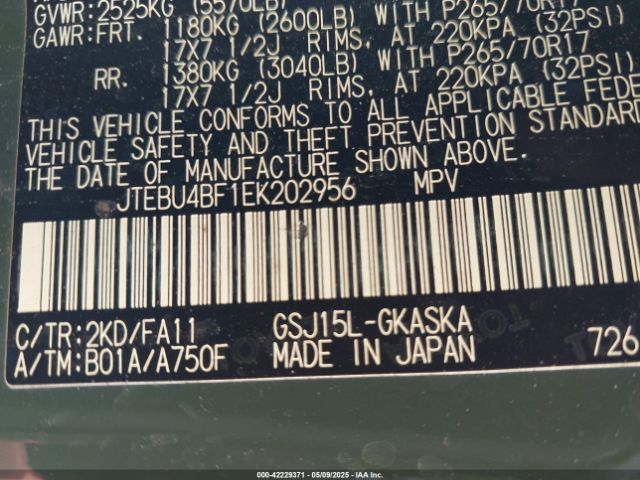 GVWR:2525KG (5570LB)
GAWR:FRT. 1180KG (2600LB) WITH P265/70R17
17X7 1/2J RIMS, AT 220KPA (32PSI)
RR. 1380KG (3040LB) WITH P265/70R17
17X7 1/2J RIMS, AT 220KPA (32PSI)
THIS VEHICLE CONFORMS TO ALL APPLICABLE FEDE
VEHICLE SAFETY AND THEFT PREVENTION STANDARD
THE DATE OF MANUFACTURE SHOWN ABOVE.
JTEBU4BF1EK202956 MPV
C/TR:2KD/FA11 GSJ15L-GKASKA
A/TM:B01A/A750F MADE IN JAPAN 726
000-42229371 - 05/09/2025 - IAA Inc.